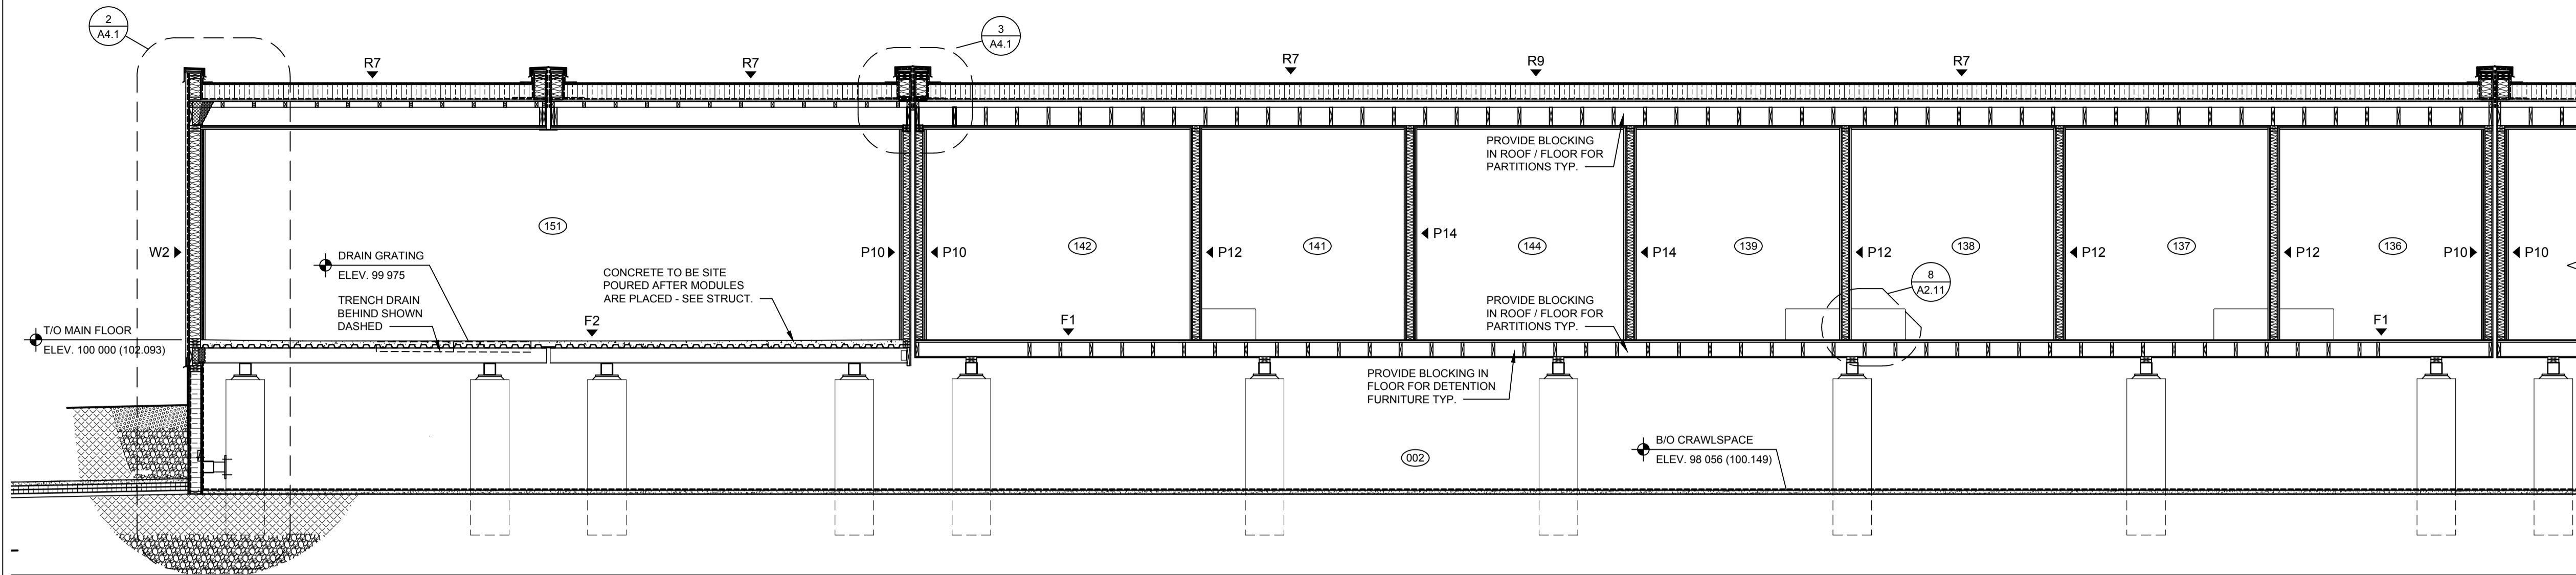 2
A4.1
3
A4.1
R7
R7
R7
R9
R7
PROVIDE BLOCKING
IN ROOF / FLOOR FOR
PARTITIONS TYP.
151
142
141
144
139
138
137
136
W2
P10
P10
P12
P14
P14
P12
P12
P12
P10
P10
DRAIN GRATING
ELEV. 99 975
TRENCH DRAIN
BEHIND SHOWN
DASHED
CONCRETE TO BE SITE
POURED AFTER MODULES
ARE PLACED - SEE STRUCT.
8
A2.11
PROVIDE BLOCKING
IN ROOF / FLOOR FOR
PARTITIONS TYP.
F2
F1
F1
T/O MAIN FLOOR
ELEV. 100 000 (102.093)
PROVIDE BLOCKING IN
FLOOR FOR DETENTION
FURNITURE TYP.
002
B/O CRAWLSPACE
ELEV. 98 056 (100.149)